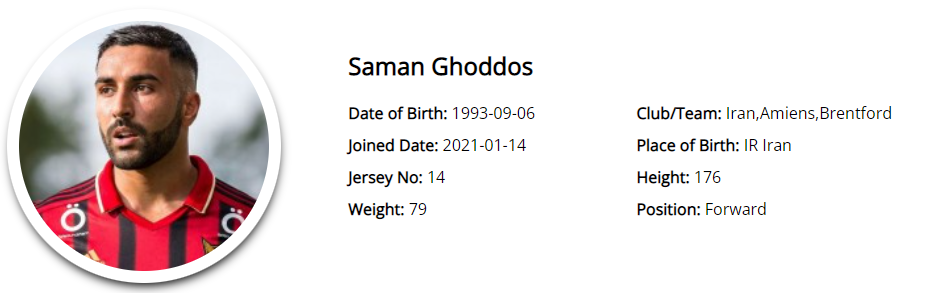 Saman Ghoddos
Date of Birth: 1993-09-06
Club/Team: Iran,Amiens,Brentford
Joined Date: 2021-01-14
Place of Birth: IR Iran
Jersey No: 14
Height: 176
Weight: 79
Position: Forward
Ö
Ö